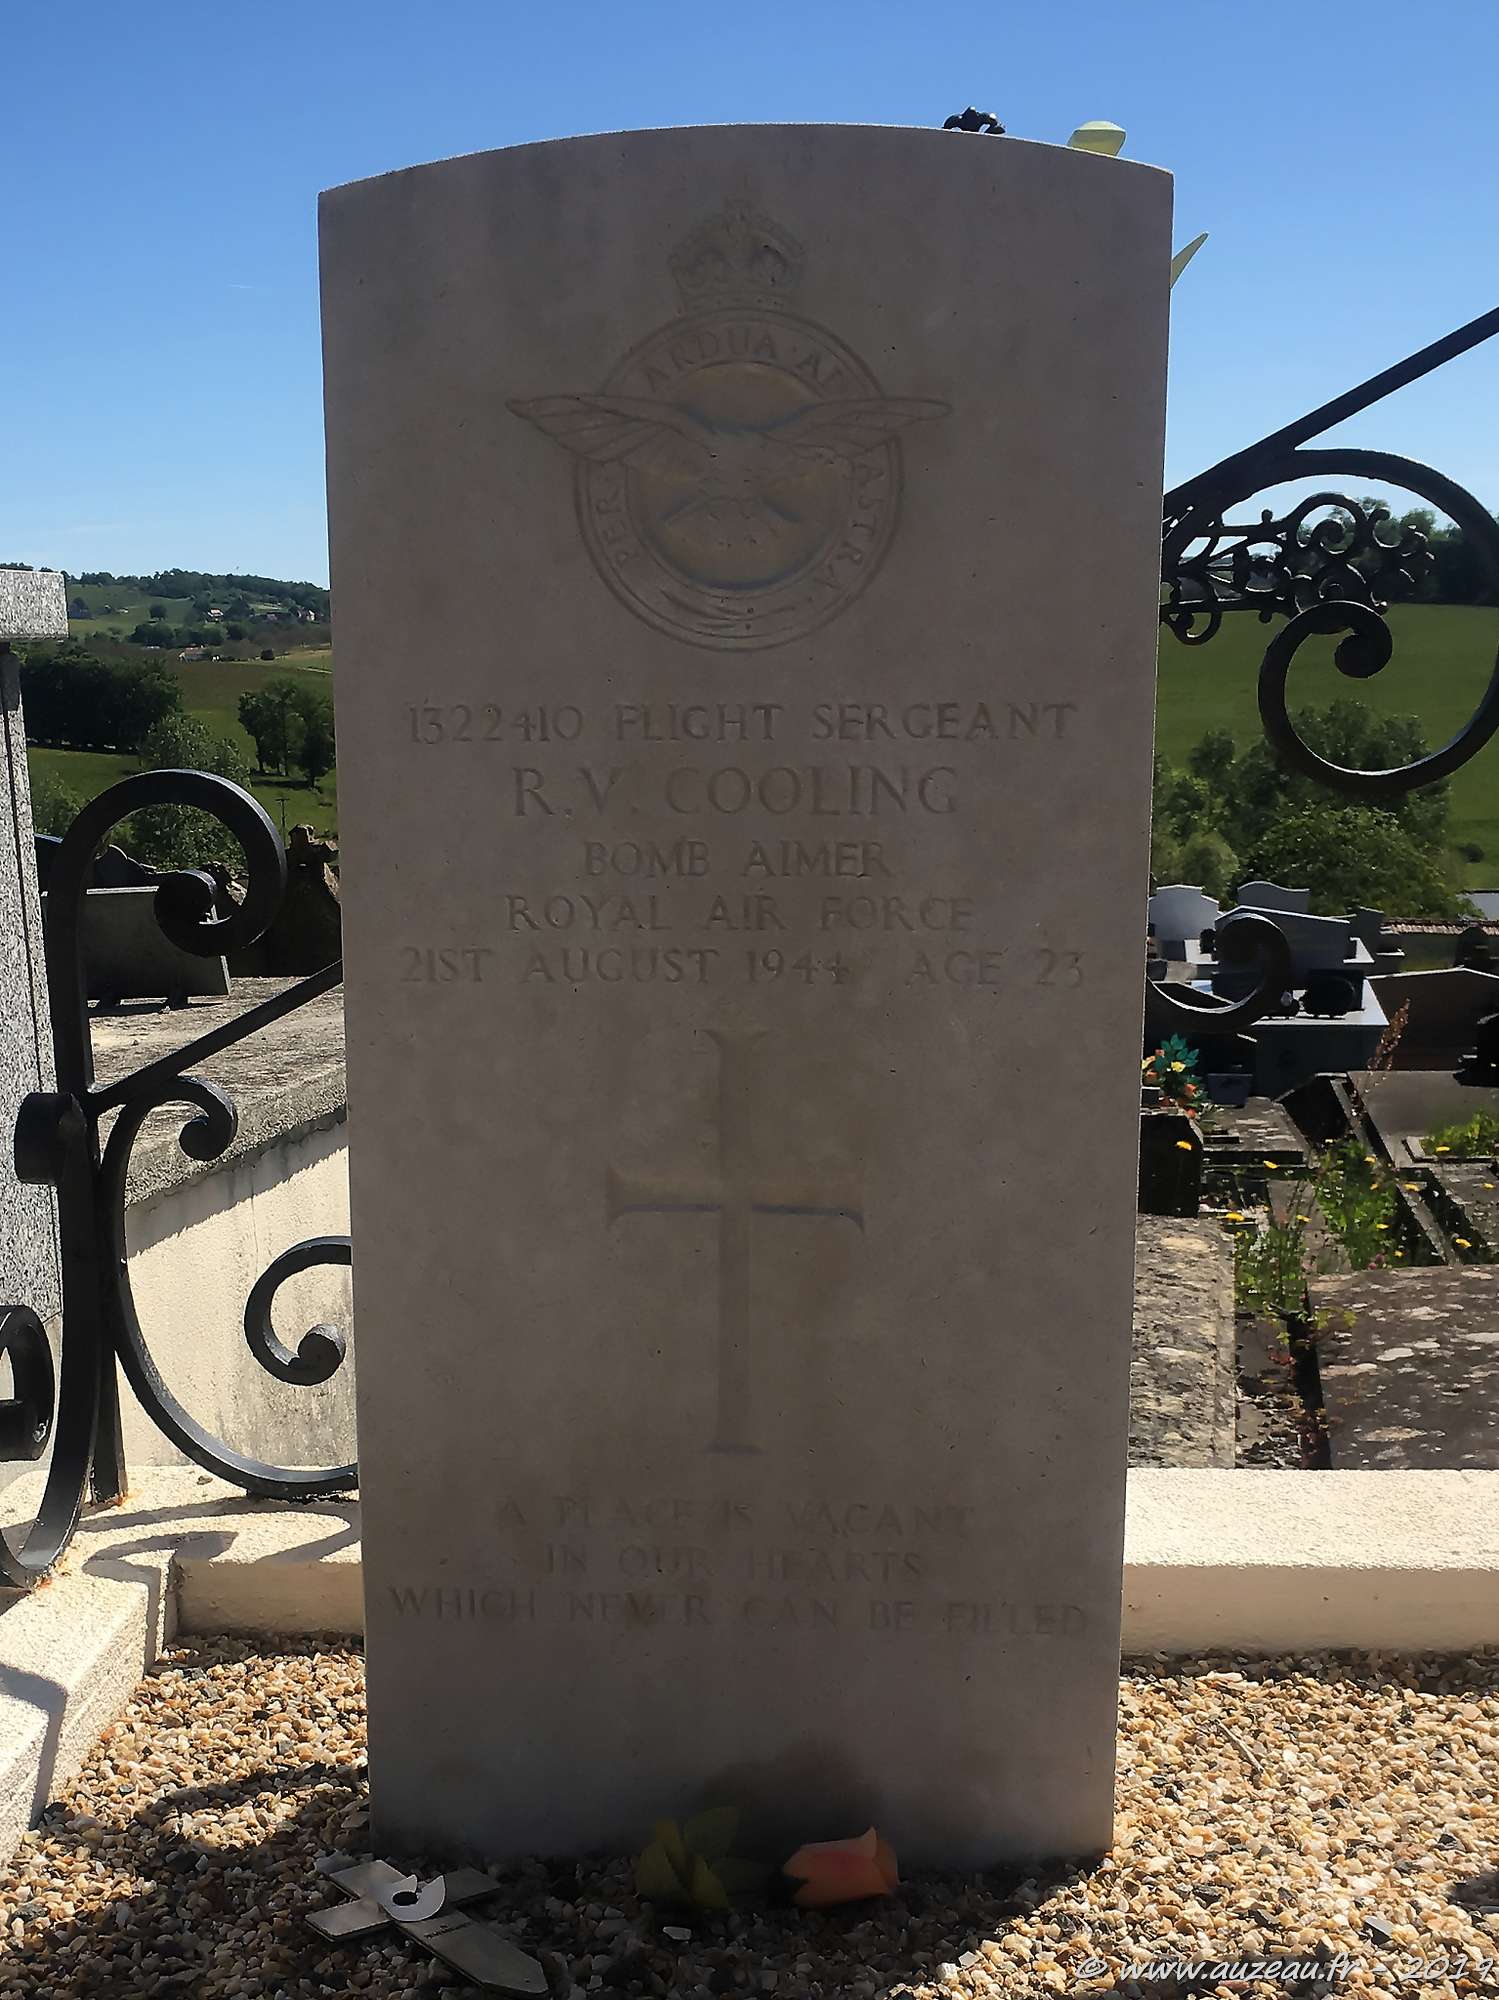 PER · ARDUA · AD ASTRA
1322410 FLIGHT SERGEANT
R.V. COOLING
BOMB AIMER
ROYAL AIR FORCE
21ST AUGUST 1944 AGE 23
A PLACE IS VACANT
IN OUR HEARTS
WHICH NEVER CAN BE FILLED
© www.auzeau.fr - 2019